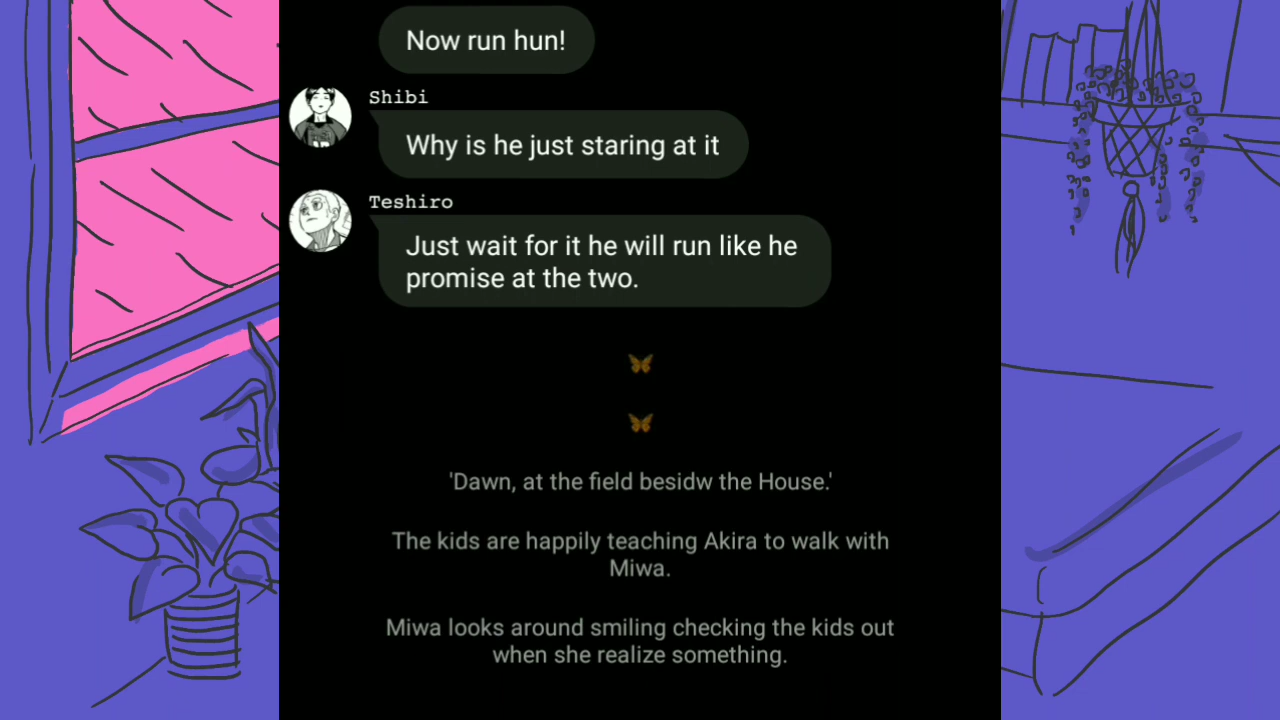 Now run hun!
Shibi
Why is he just staring at it
Teshiro
Just wait for it he will run like he
promise at the two.
'Dawn, at the field besidw the House.'
The kids are happily teaching Akira to walk with
Miwa.
Miwa looks around smiling checking the kids out
when she realize something.